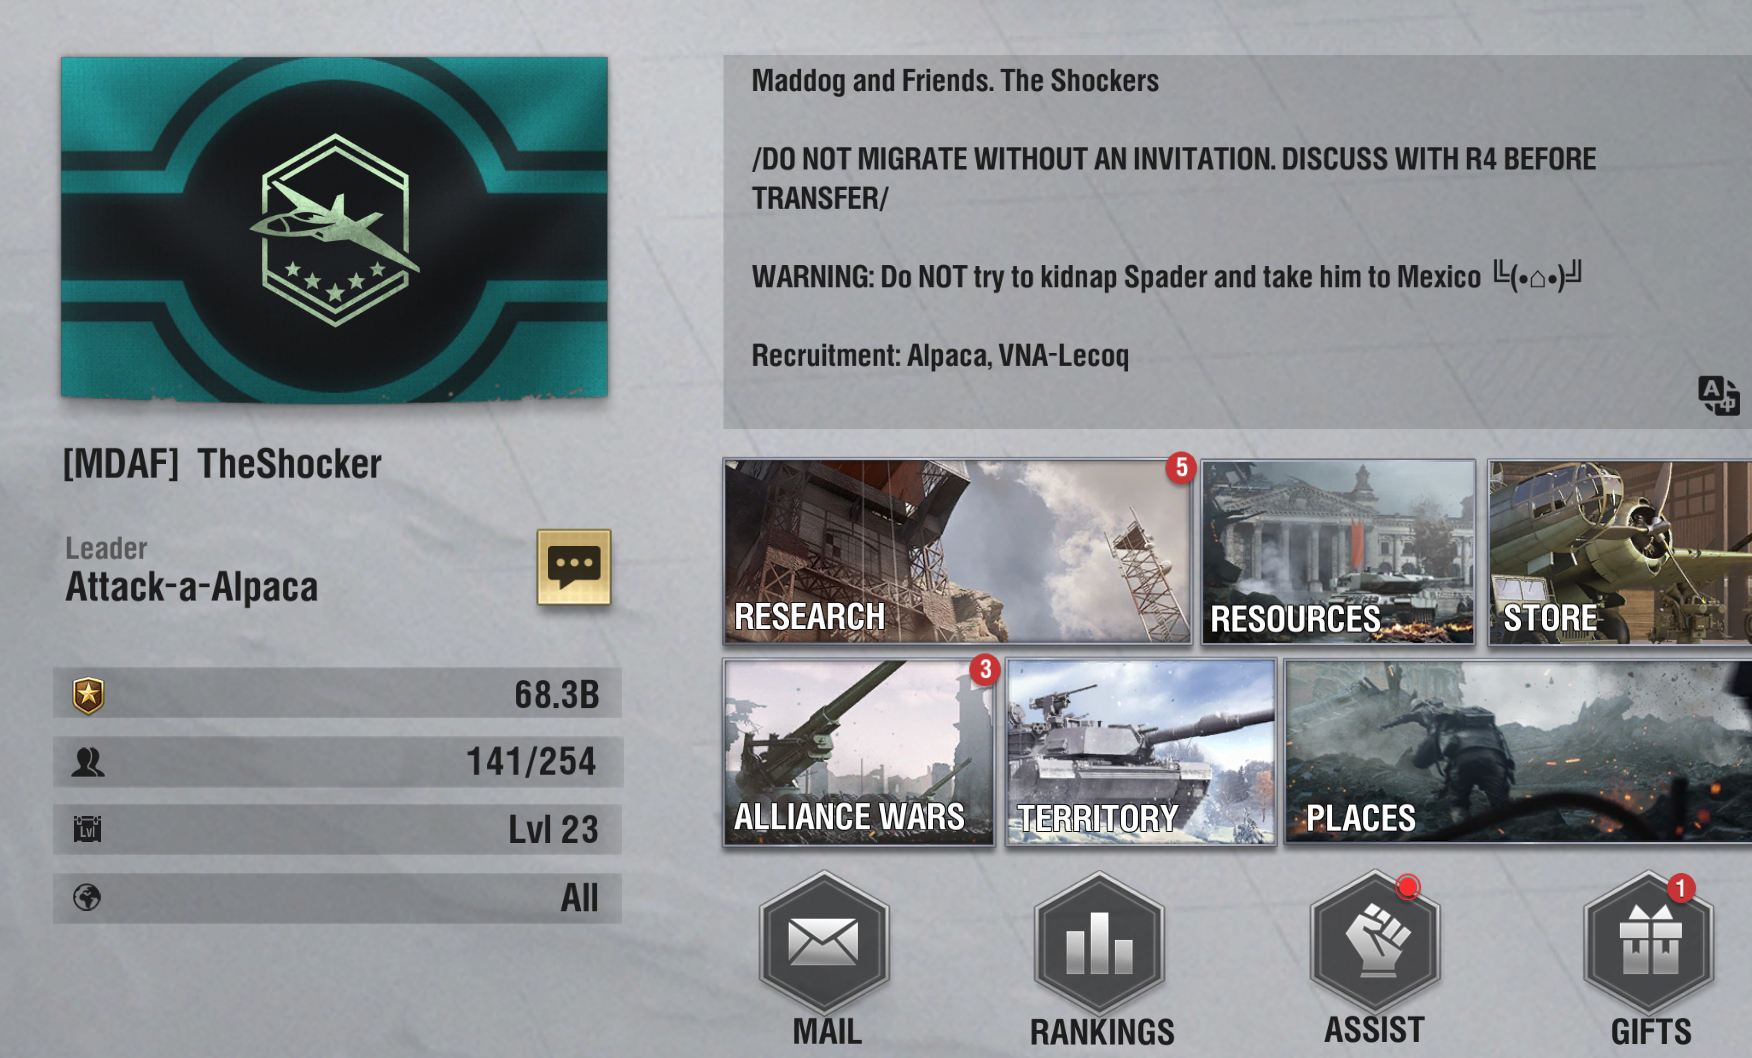 Maddog and Friends. The Shockers
/DO NOT MIGRATE WITHOUT AN INVITATION. DISCUSS WITH R4 BEFORE
TRANSFER/
WARNING: Do NOT try to kidnap Spader and take him to Mexico ╚(•⌂•)╝
Recruitment: Alpaca, VNA-Lecoq
A中
[MDAF] TheShocker
Leader
Attack-a-Alpaca
68.3B
141/254
Lvl
Lvl 23
All
5
RESEARCH
RESOURCES
STORE
3
ALLIANCE WARS
TERRITORY
PLACES
1
MAIL
RANKINGS
ASSIST
GIFTS